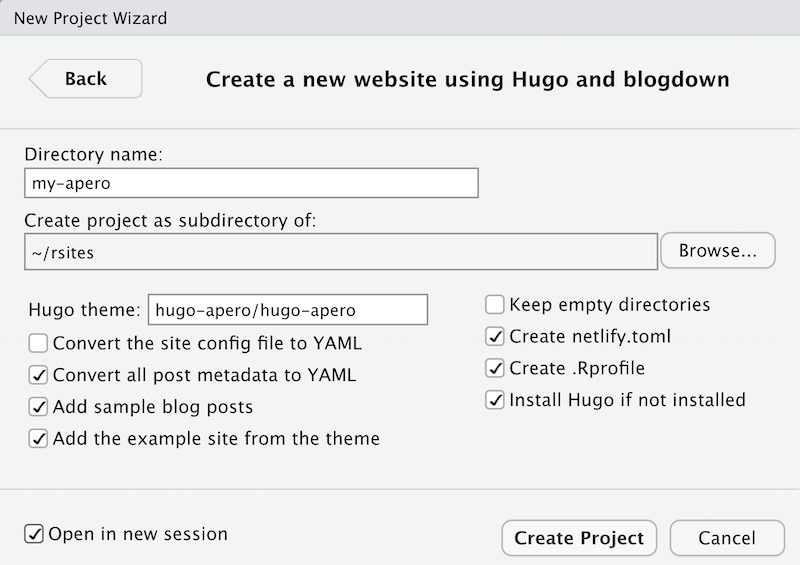 New Project Wizard
Back
Create a new website using Hugo and blogdown
Directory name:
my-apero
Create project as subdirectory of:
~/rsites
Browse...
Hugo theme: hugo-apero/hugo-apero
Convert the site config file to YAML
Convert all post metadata to YAML
Add sample blog posts
Add the example site from the theme
Keep empty directories
Create netlify.toml
Create .Rprofile
Install Hugo if not installed
Open in new session
Create Project
Cancel